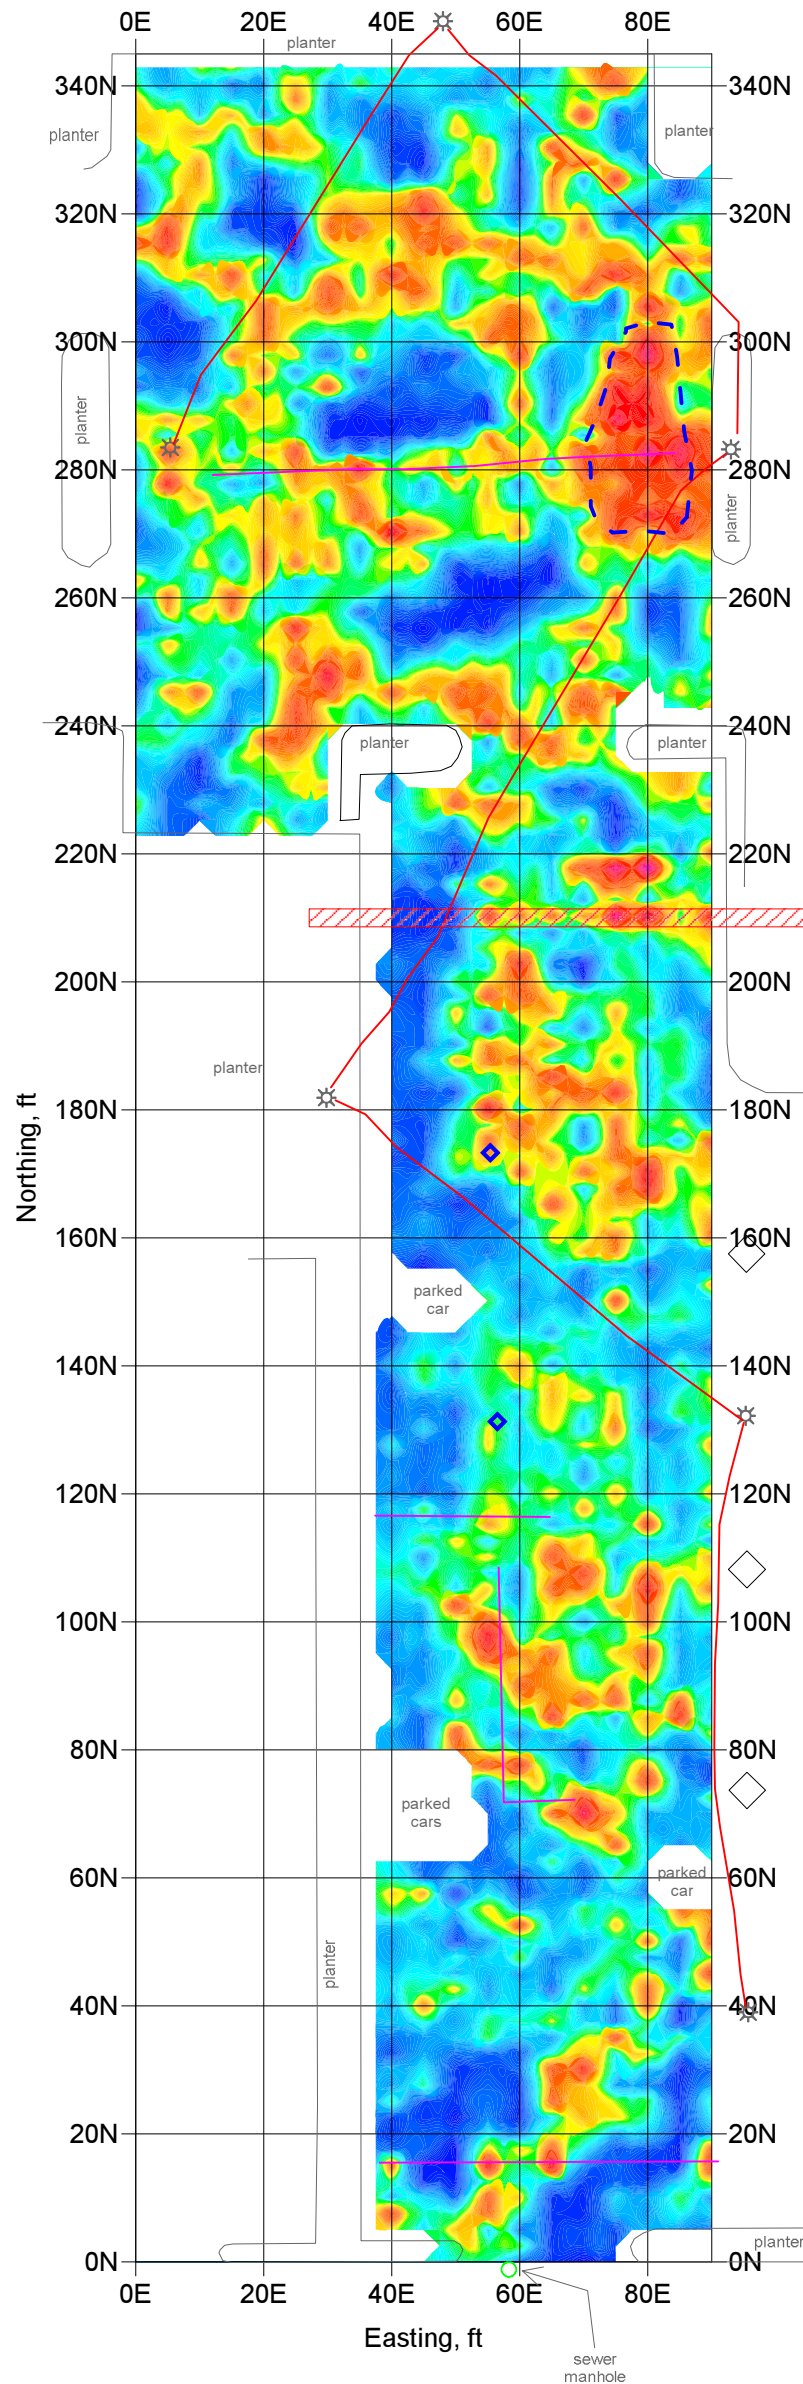 0E 20E 40E 60E 80E
planter
340N 340N
planter planter
320N 320N
300N 300N
planter
280N 280N
planter
260N 260N
240N 240N
planter planter
220N 220N
200N 200N
planter
Northing, ft
180N 180N
160N 160N
parked
car
140N 140N
120N 120N
100N 100N
80N 80N
parked
cars
60N 60N
parked
car
planter
40N 40N
20N 20N
planter
0N 0N
0E 20E 40E 60E 80E
Easting, ft
sewer
manhole